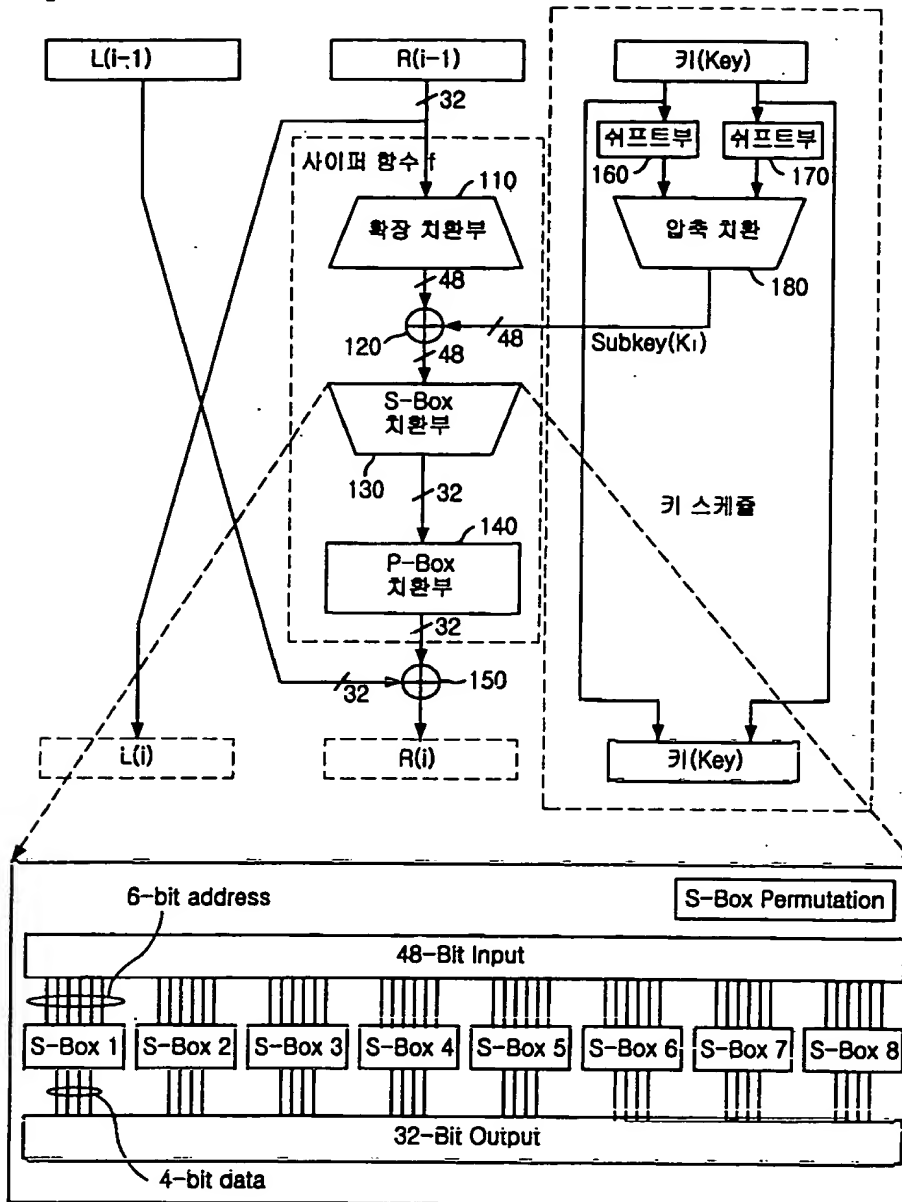 L(i-1)
R(i-1)
키(Key)
32
쉬프트부
쉬프트부
사이퍼 함수 f
110
160
170
확장 치환부
압축 치환
48
180
120
48
Subkey(Ki)
48
S-Box
치환부
130
32
키 스케쥴
140
P-Box
치환부
32
32
150
L(i)
R(i)
키(Key)
6-bit address
S-Box Permutation
48-Bit Input
S-Box 1
S-Box 2
S-Box 3
S-Box 4
S-Box 5
S-Box 6
S-Box 7
S-Box 8
32-Bit Output
4-bit data